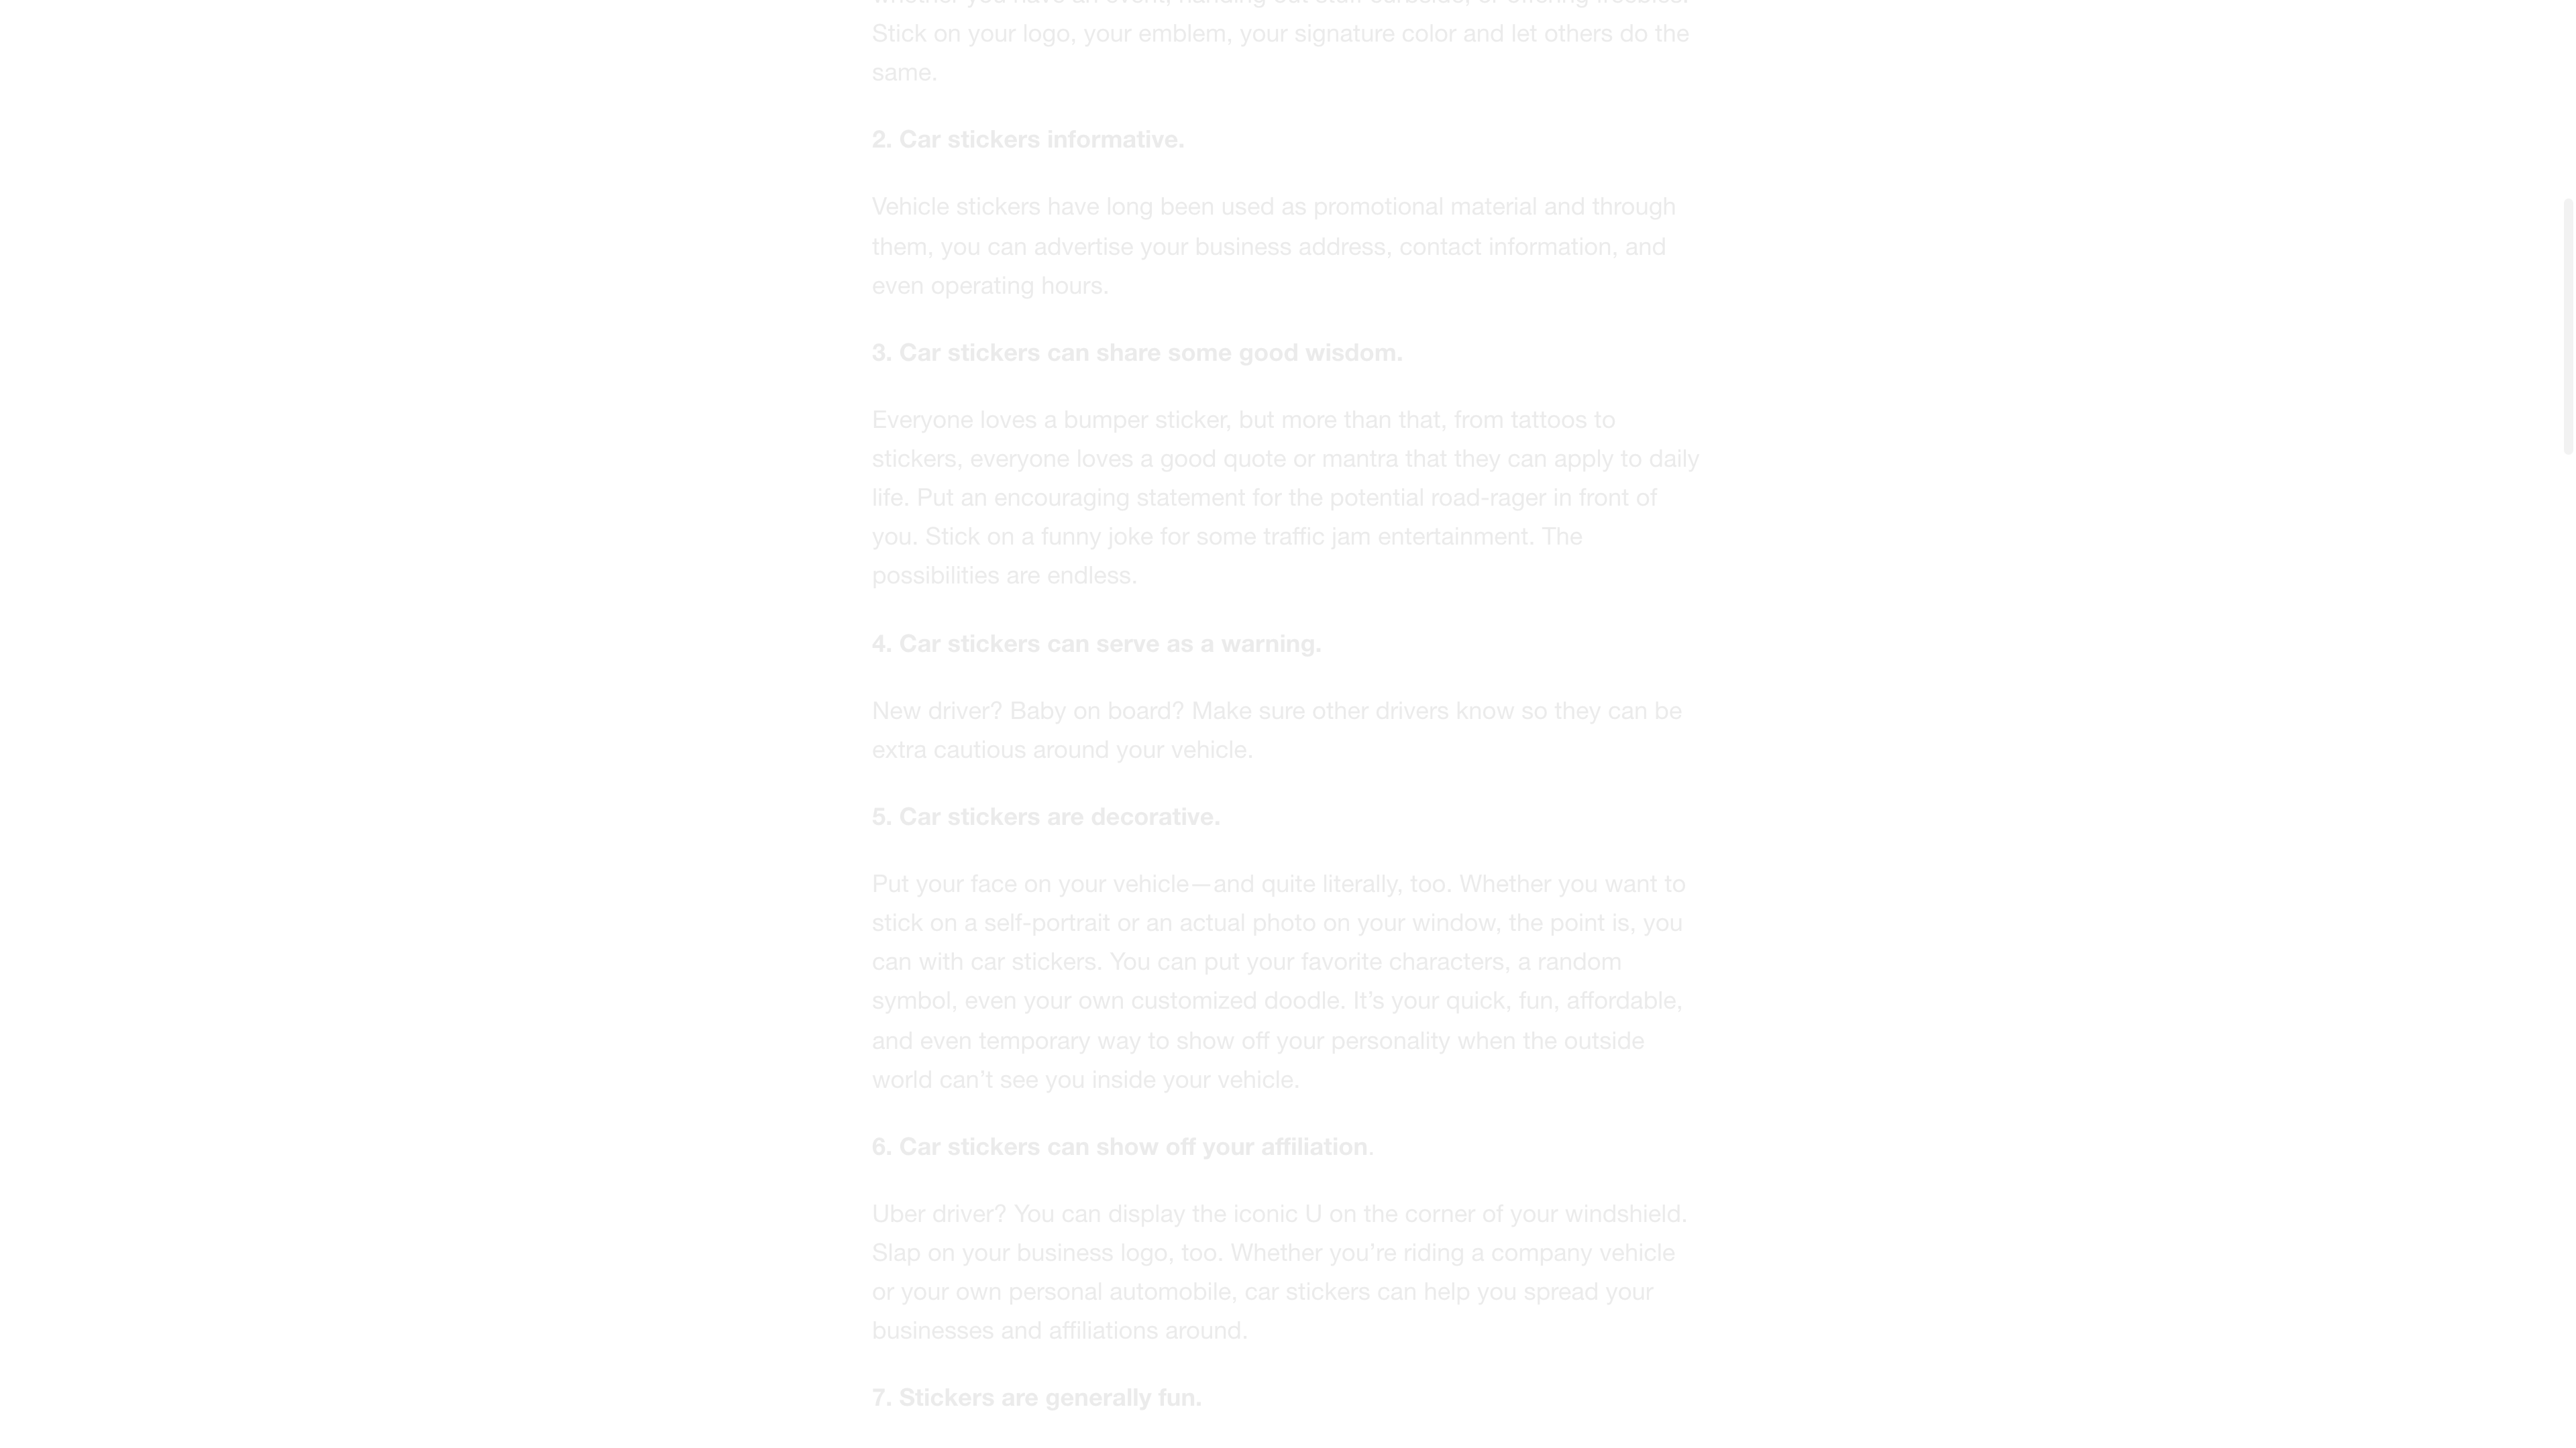 whether you have an event, handing out stuff curbside, or offering freebies.
Stick on your logo, your emblem, your signature color and let others do the
same.
2. Car stickers informative.
Vehicle stickers have long been used as promotional material and through
them, you can advertise your business address, contact information, and
even operating hours.
3. Car stickers can share some good wisdom.
Everyone loves a bumper sticker, but more than that, from tattoos to
stickers, everyone loves a good quote or mantra that they can apply to daily
life. Put an encouraging statement for the potential road-rager in front of
you. Stick on a funny joke for some traffic jam entertainment. The
possibilities are endless.
4. Car stickers can serve as a warning.
New driver? Baby on board? Make sure other drivers know so they can be
extra cautious around your vehicle.
5. Car stickers are decorative.
Put your face on your vehicle—and quite literally, too. Whether you want to
stick on a self-portrait or an actual photo on your window, the point is, you
can with car stickers. You can put your favorite characters, a random
symbol, even your own customized doodle. It’s your quick, fun, affordable,
and even temporary way to show off your personality when the outside
world can’t see you inside your vehicle.
6. Car stickers can show off your affiliation.
Uber driver? You can display the iconic U on the corner of your windshield.
Slap on your business logo, too. Whether you’re riding a company vehicle
or your own personal automobile, car stickers can help you spread your
businesses and affiliations around.
7. Stickers are generally fun.